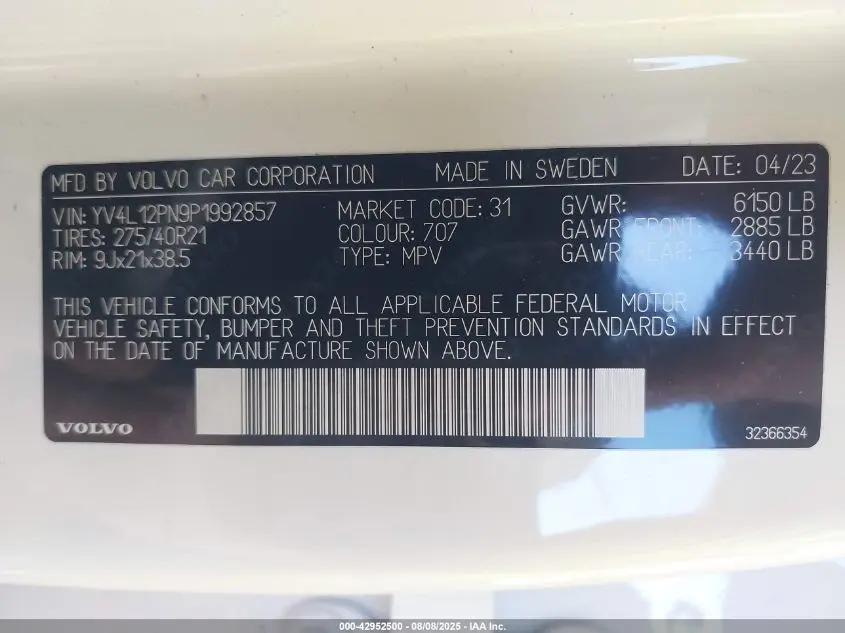 MFD BY VOLVO CAR CORPORATION MADE IN SWEDEN DATE: 04/23
VIN: YV4L12PN9P1992857 MARKET CODE: 31 GVWR: 6150 LB
TIRES: 275/40R21 COLOUR: 707 GAWR FRONT: 2885 LB
RIM: 9Jx21x38.5 TYPE: MPV GAWR REAR: 3440 LB
THIS VEHICLE CONFORMS TO ALL APPLICABLE FEDERAL MOTOR
VEHICLE SAFETY, BUMPER AND THEFT PREVENTION STANDARDS IN EFFECT
ON THE DATE OF MANUFACTURE SHOWN ABOVE.
VOLVO 32366354
000-42952500 - 08/08/2025 - IAA Inc.